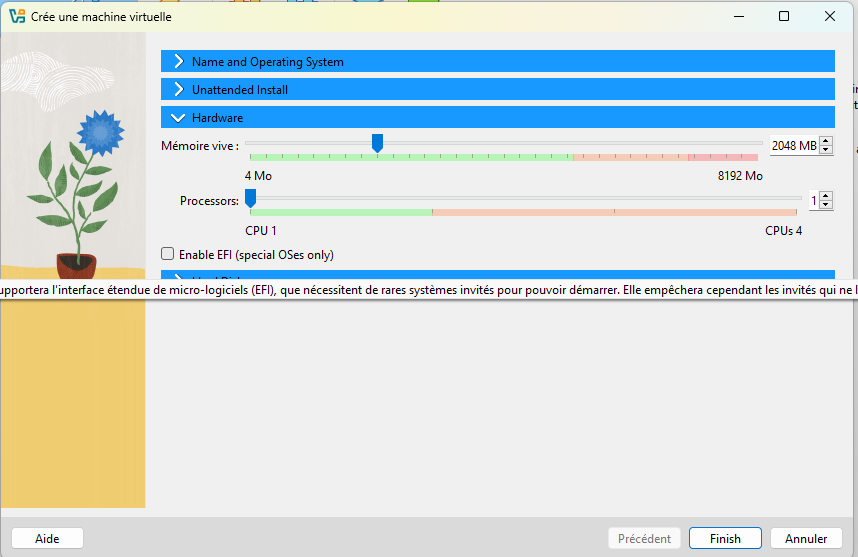 Crée une machine virtuelle
Name and Operating System
Unattended Install
Hardware
Mémoire vive : 2048 MB
4 Mo 8192 Mo
Processors: 1
CPU 1 CPUs 4
Enable EFI (special OSes only)
upportera l'interface étendue de micro-logiciels (EFI), que nécessitent de rares systèmes invités pour pouvoir démarrer. Elle empêchera cependant les invités qui ne l
Aide Précédent Finish Annuler